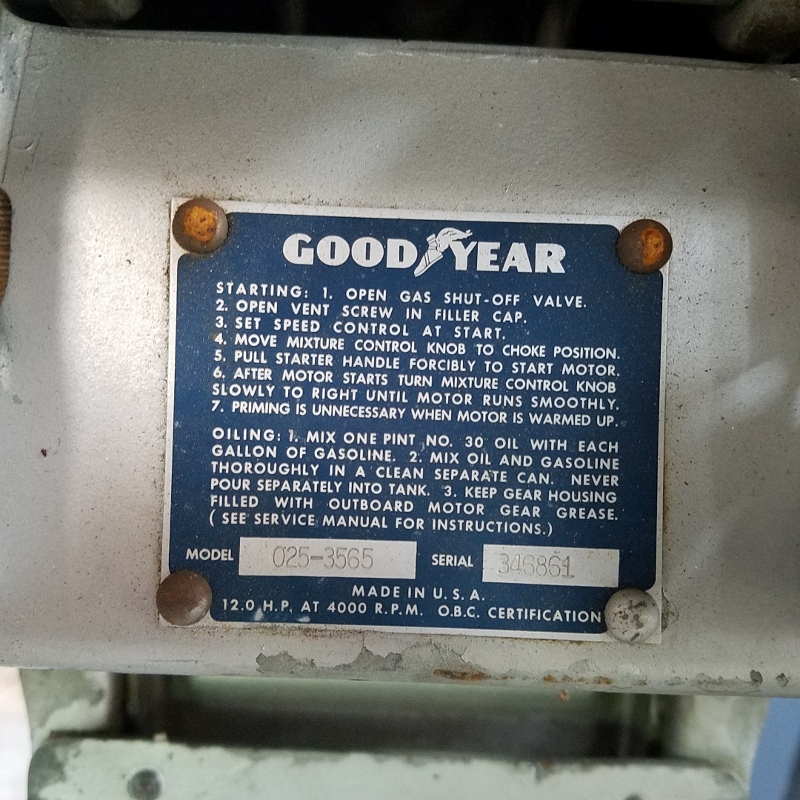 GOOD YEAR
STARTING: 1. OPEN GAS SHUT-OFF VALVE.
2. OPEN VENT SCREW IN FILLER CAP.
3. SET SPEED CONTROL AT START.
4. MOVE MIXTURE CONTROL KNOB TO CHOKE POSITION.
5. PULL STARTER HANDLE FORCIBLY TO START MOTOR.
6. AFTER MOTOR STARTS TURN MIXTURE CONTROL KNOB
SLOWLY TO RIGHT UNTIL MOTOR RUNS SMOOTHLY.
7. PRIMING IS UNNECESSARY WHEN MOTOR IS WARMED UP.
OILING: 1. MIX ONE PINT NO. 30 OIL WITH EACH
GALLON OF GASOLINE. 2. MIX OIL AND GASOLINE
THOROUGHLY IN A CLEAN SEPARATE CAN. NEVER
POUR SEPARATELY INTO TANK. 3. KEEP GEAR HOUSING
FILLED WITH OUTBOARD MOTOR GEAR GREASE.
( SEE SERVICE MANUAL FOR INSTRUCTIONS.)
MODEL 025-3565 SERIAL 346861
MADE IN U.S.A.
12.0 H.P. AT 4000 R.P.M. O.B.C. CERTIFICATION